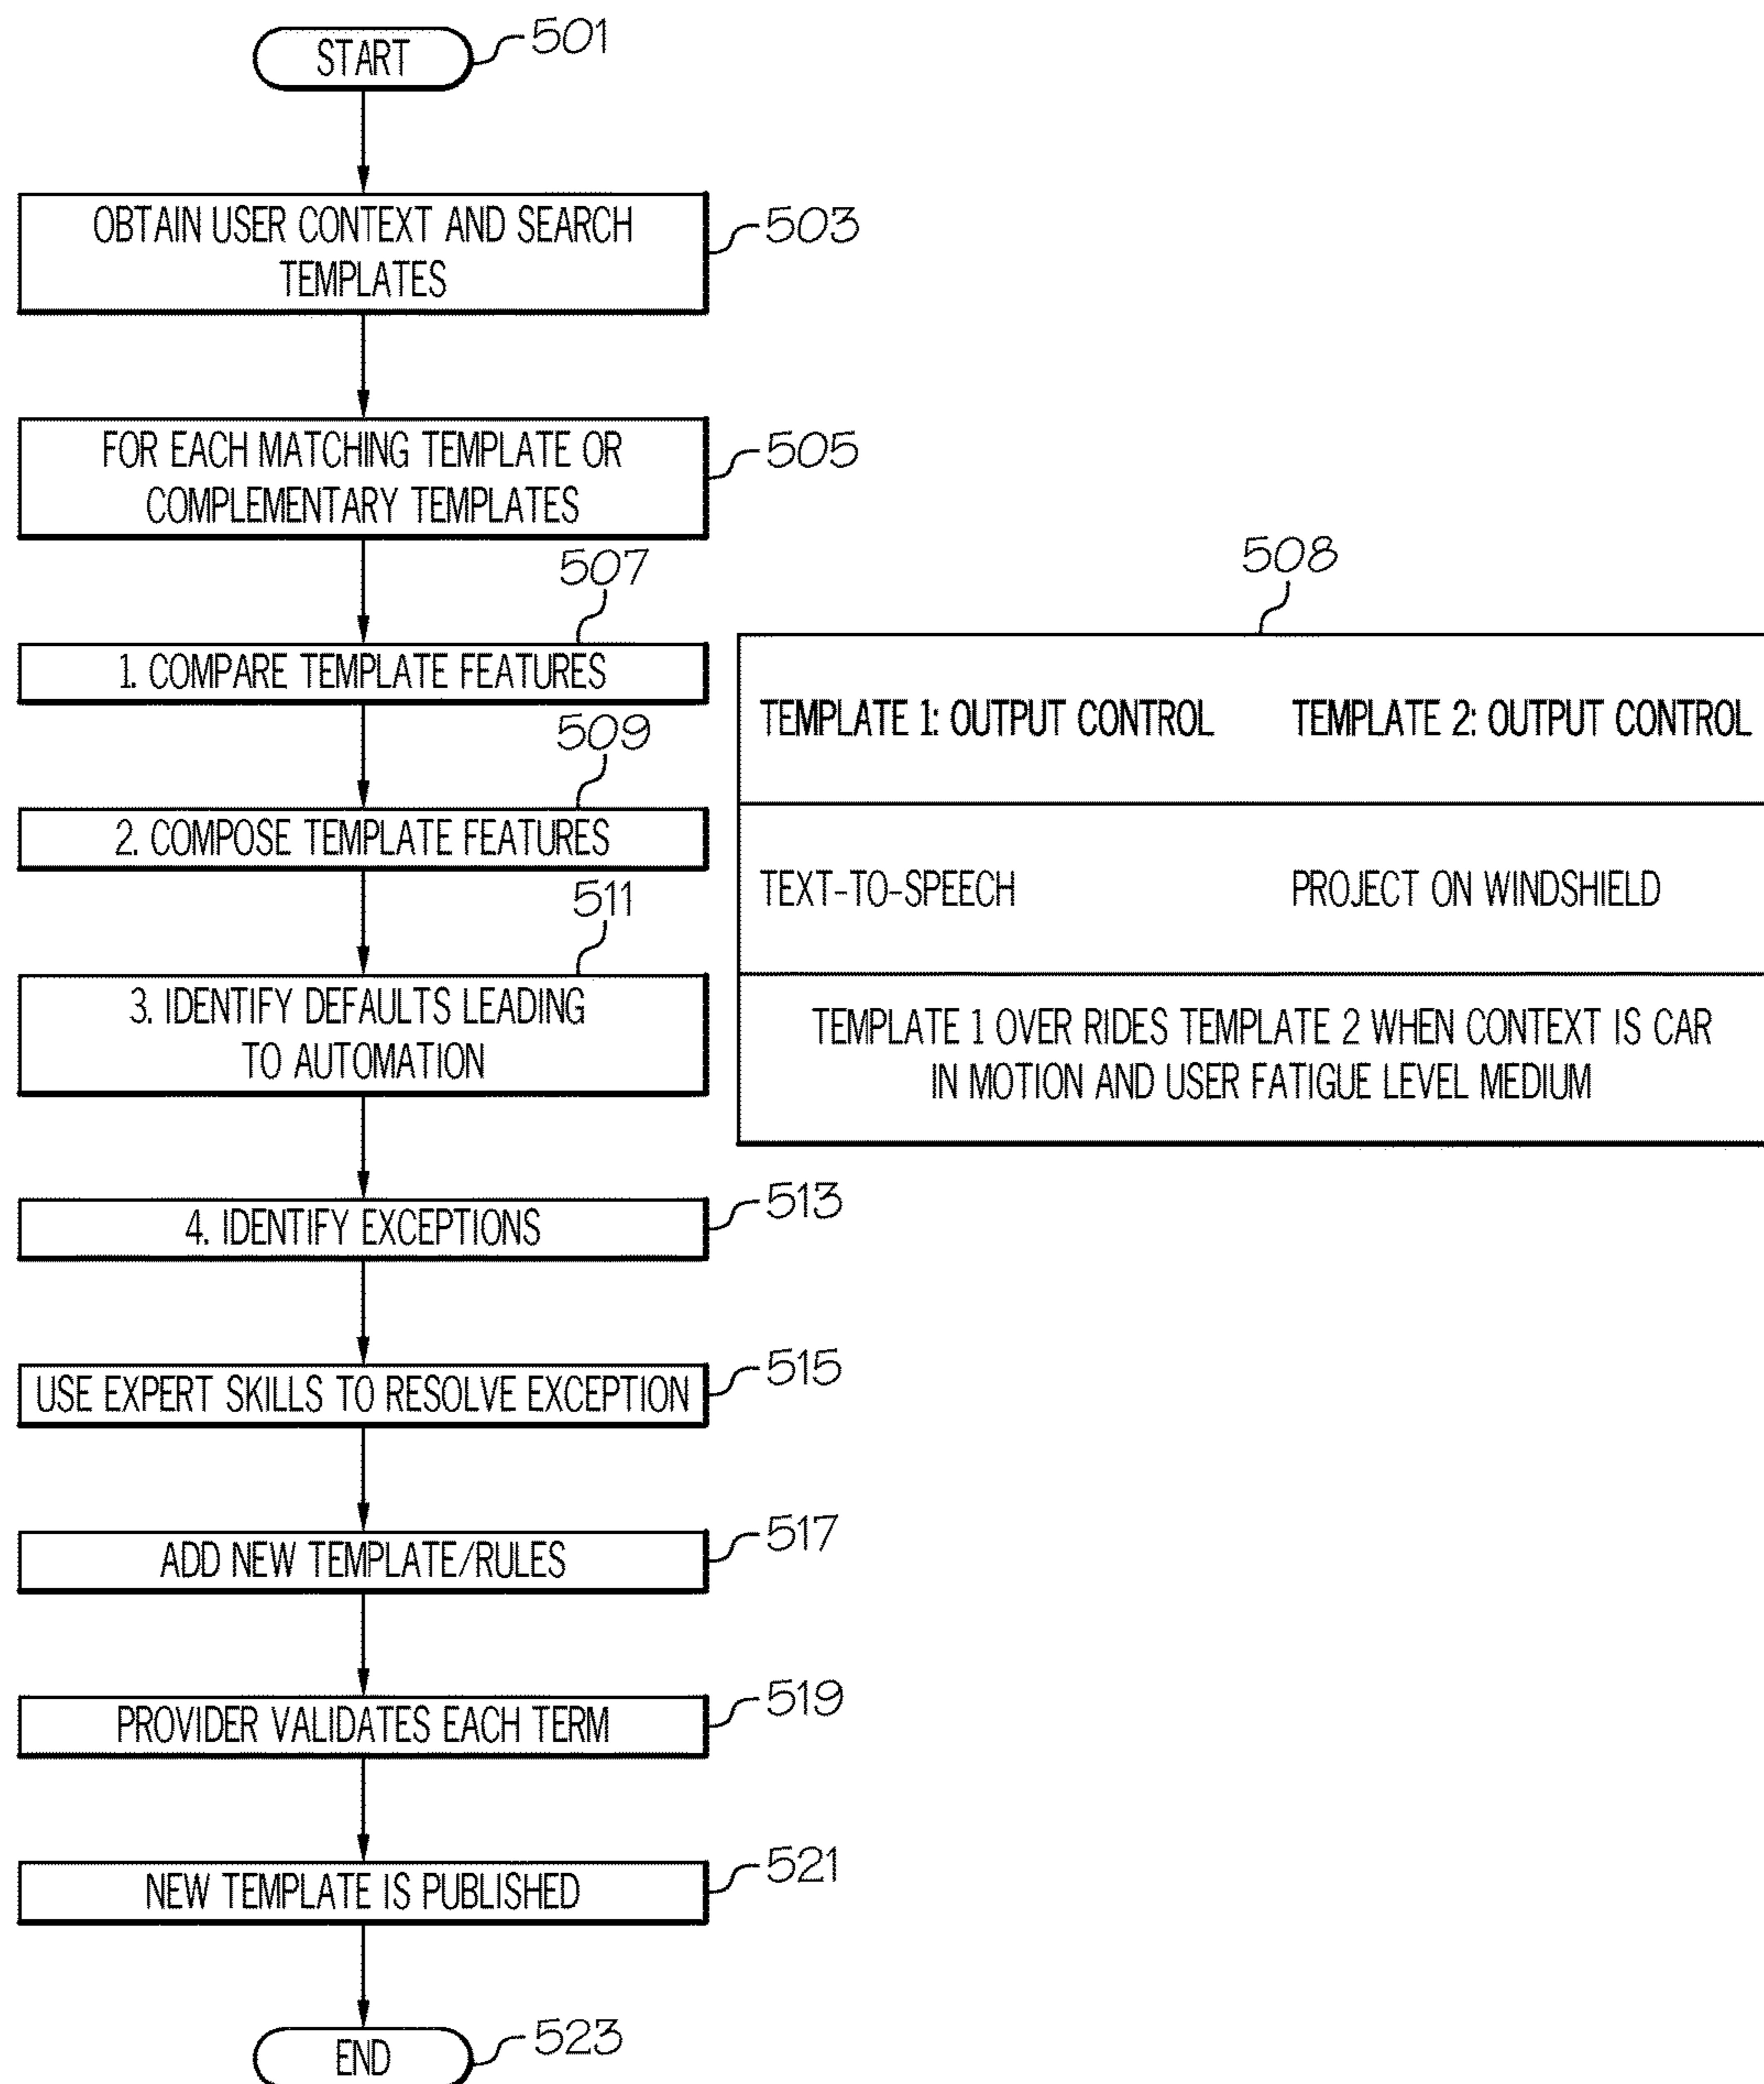 START
501
OBTAIN USER CONTEXT AND SEARCH
TEMPLATES
503
FOR EACH MATCHING TEMPLATE OR
COMPLEMENTARY TEMPLATES
505
507
1. COMPARE TEMPLATE FEATURES
508
TEMPLATE 1: OUTPUT CONTROL TEMPLATE 2: OUTPUT CONTROL
TEXT-TO-SPEECH PROJECT ON WINDSHIELD
TEMPLATE 1 OVER RIDES TEMPLATE 2 WHEN CONTEXT IS CAR
IN MOTION AND USER FATIGUE LEVEL MEDIUM
509
2. COMPOSE TEMPLATE FEATURES
511
3. IDENTIFY DEFAULTS LEADING
TO AUTOMATION
4. IDENTIFY EXCEPTIONS
513
USE EXPERT SKILLS TO RESOLVE EXCEPTION
515
ADD NEW TEMPLATE/RULES
517
PROVIDER VALIDATES EACH TERM
519
NEW TEMPLATE IS PUBLISHED
521
END
523